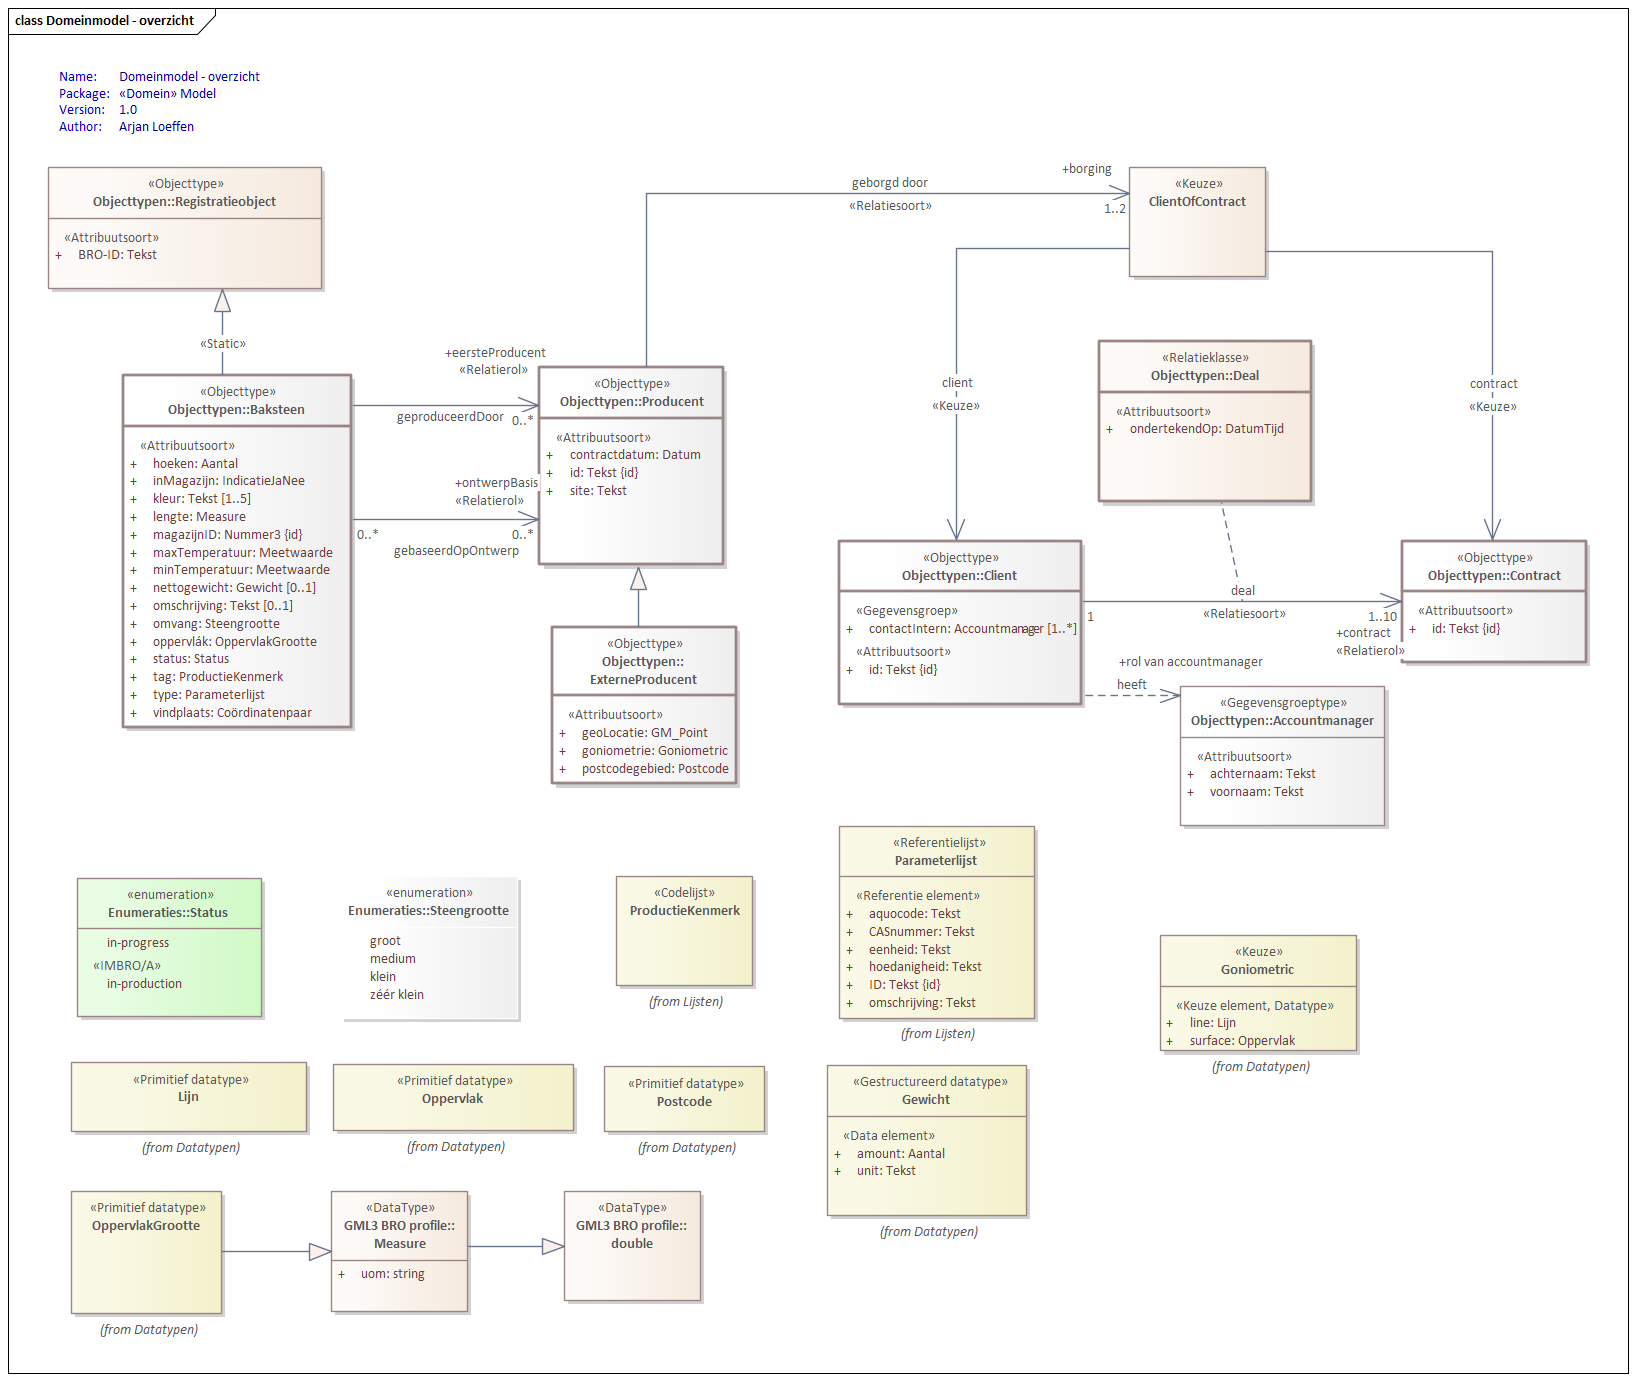 class Domeinmodel - overzicht
Name: Domeinmodel - overzicht
Package: «Domein» Model
Version: 1.0
Author: Arjan Loeffen
«Objecttype»
Objecttypen::Registratieobject
«Attribuutsoort»
+ BRO-ID: Tekst
«Static»
«Objecttype»
Objecttypen::Baksteen
«Attribuutsoort»
+ hoeken: Aantal
+ inMagazijn: IndicatieJaNee
+ kleur: Tekst [1..5]
+ lengte: Measure
+ magazijnID: Nummer3 {id}
+ maxTemperatuur: Meetwaarde
+ minTemperatuur: Meetwaarde
+ nettogewicht: Gewicht [0..1]
+ omschrijving: Tekst [0..1]
+ omvang: Steengrootte
+ oppervlák: OppervlakGrootte
+ status: Status
+ tag: ProductieKenmerk
+ type: Parameterlijst
+ vindplaats: Coördinatenpaar
+eersteProducent
«Relatierol»
geproduceerdDoor 0..*
+ontwerpBasis
«Relatierol»
0..* 0..*
gebaseerdOpOntwerp
«Objecttype»
Objecttypen::Producent
«Attribuutsoort»
+ contractdatum: Datum
+ id: Tekst {id}
+ site: Tekst
«Objecttype»
Objecttypen::
ExterneProducent
«Attribuutsoort»
+ geoLocatie: GM_Point
+ goniometrie: Goniometric
+ postcodegebied: Postcode
geborgd door
«Relatiesoort»
+borging
1..2
«Keuze»
ClientOfContract
client
«Keuze»
contract
«Keuze»
«Relatieklasse»
Objecttypen::Deal
«Attribuutsoort»
+ ondertekendOp: DatumTijd
«Objecttype»
Objecttypen::Client
«Gegevensgroep»
+ contactIntern: Accountmanager [1..*]
«Attribuutsoort»
+ id: Tekst {id}
deal
1 «Relatiesoort» 1..10
+contract
«Relatierol»
«Objecttype»
Objecttypen::Contract
«Attribuutsoort»
+ id: Tekst {id}
+rol van accountmanager
heeft
«Gegevensgroeptype»
Objecttypen::Accountmanager
«Attribuutsoort»
+ achternaam: Tekst
+ voornaam: Tekst
«enumeration»
Enumeraties::Status
in-progress
«IMBRO/A»
in-production
«enumeration»
Enumeraties::Steengrootte
groot
medium
klein
zéér klein
«Codelijst»
ProductieKenmerk
(from Lijsten)
«Referentielijst»
Parameterlijst
«Referentie element»
+ aquocode: Tekst
+ CASnummer: Tekst
+ eenheid: Tekst
+ hoedanigheid: Tekst
+ ID: Tekst {id}
+ omschrijving: Tekst
(from Lijsten)
«Keuze»
Goniometric
«Keuze element, Datatype»
+ line: Lijn
+ surface: Oppervlak
(from Datatypen)
«Primitief datatype»
Lijn
(from Datatypen)
«Primitief datatype»
Oppervlak
(from Datatypen)
«Primitief datatype»
Postcode
(from Datatypen)
«Gestructureerd datatype»
Gewicht
«Data element»
+ amount: Aantal
+ unit: Tekst
(from Datatypen)
«Primitief datatype»
OppervlakGrootte
(from Datatypen)
«DataType»
GML3 BRO profile::
Measure
+ uom: string
«DataType»
GML3 BRO profile::
double